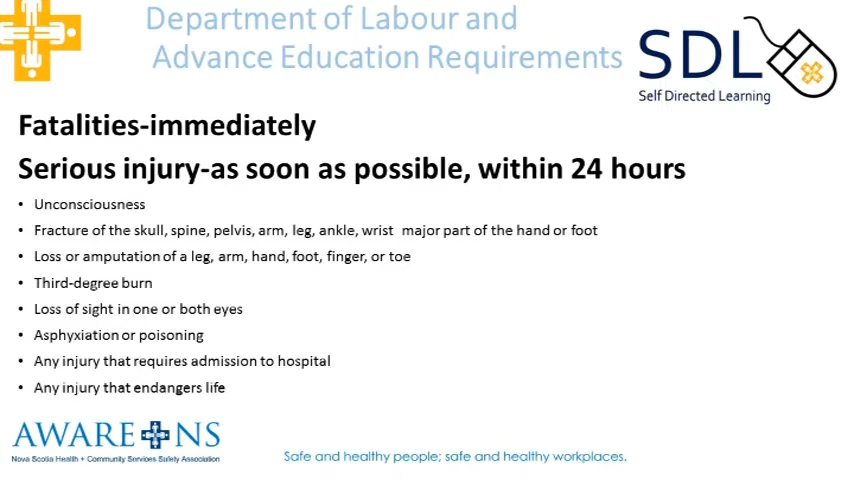 Department of Labour and
Advance Education Requirements
SDL
Self Directed Learning
Fatalities-immediately
Serious injury-as soon as possible, within 24 hours
• Unconsciousness
• Fracture of the skull, spine, pelvis, arm, leg, ankle, wrist  major part of the hand or foot
• Loss or amputation of a leg, arm, hand, foot, finger, or toe
• Third-degree burn
• Loss of sight in one or both eyes
• Asphyxiation or poisoning
• Any injury that requires admission to hospital
• Any injury that endangers life
AWARE NS
Nova Scotia Health + Community Services Safety Association
Safe and healthy people; safe and healthy workplaces.